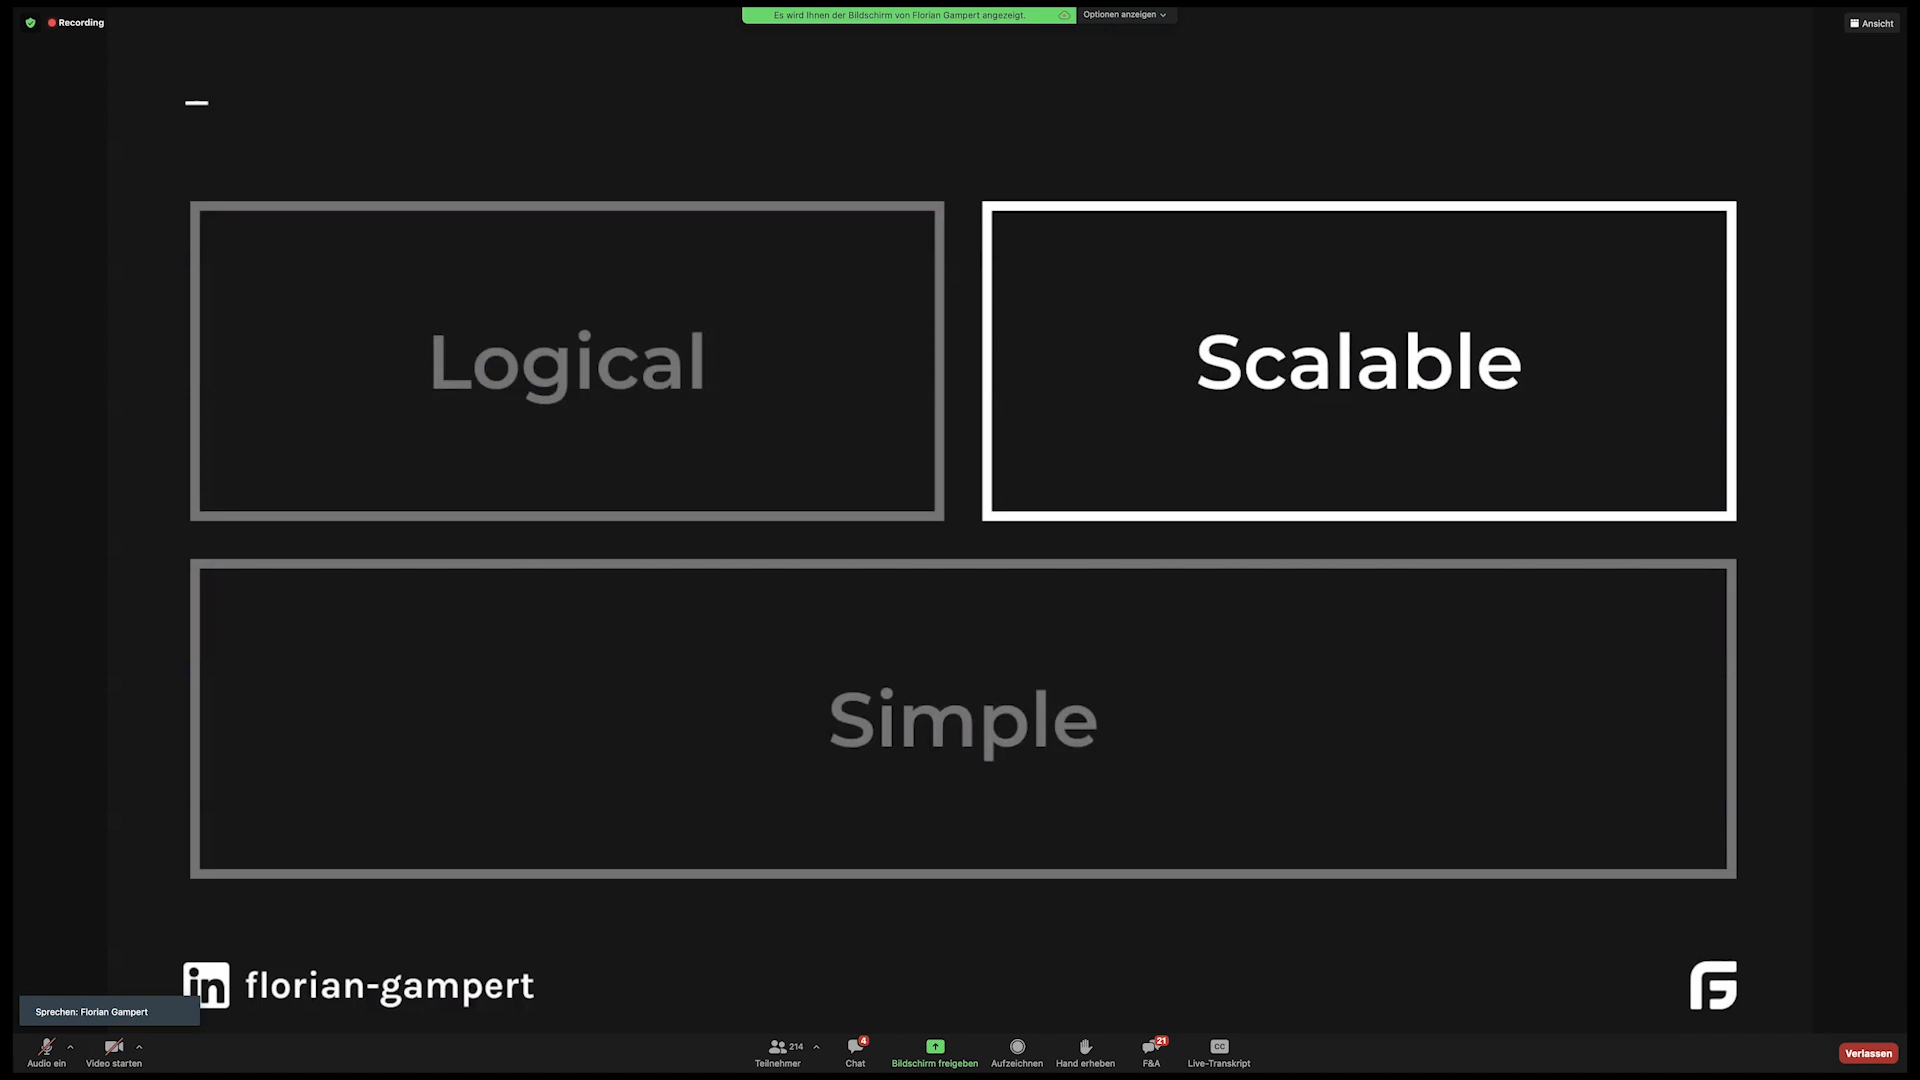 Recording
Es wird Ihnen der Bildschirm von Florian Gampert angezeigt.
Optionen anzeigen
Ansicht
Logical
Scalable
Simple
in florian-gampert
Sprechen: Florian Gampert
214
4
21
CC
Audio ein
Video starten
Teilnehmer
Chat
Bildschirm freigeben
Aufzeichnen
Hand erheben
F&A
Live-Transkript
Verlassen